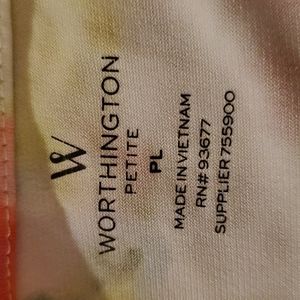 W
WORTHINGTON
PETITE
PL
MADE IN VIETNAM
RN# 93677
SUPPLIER 755900